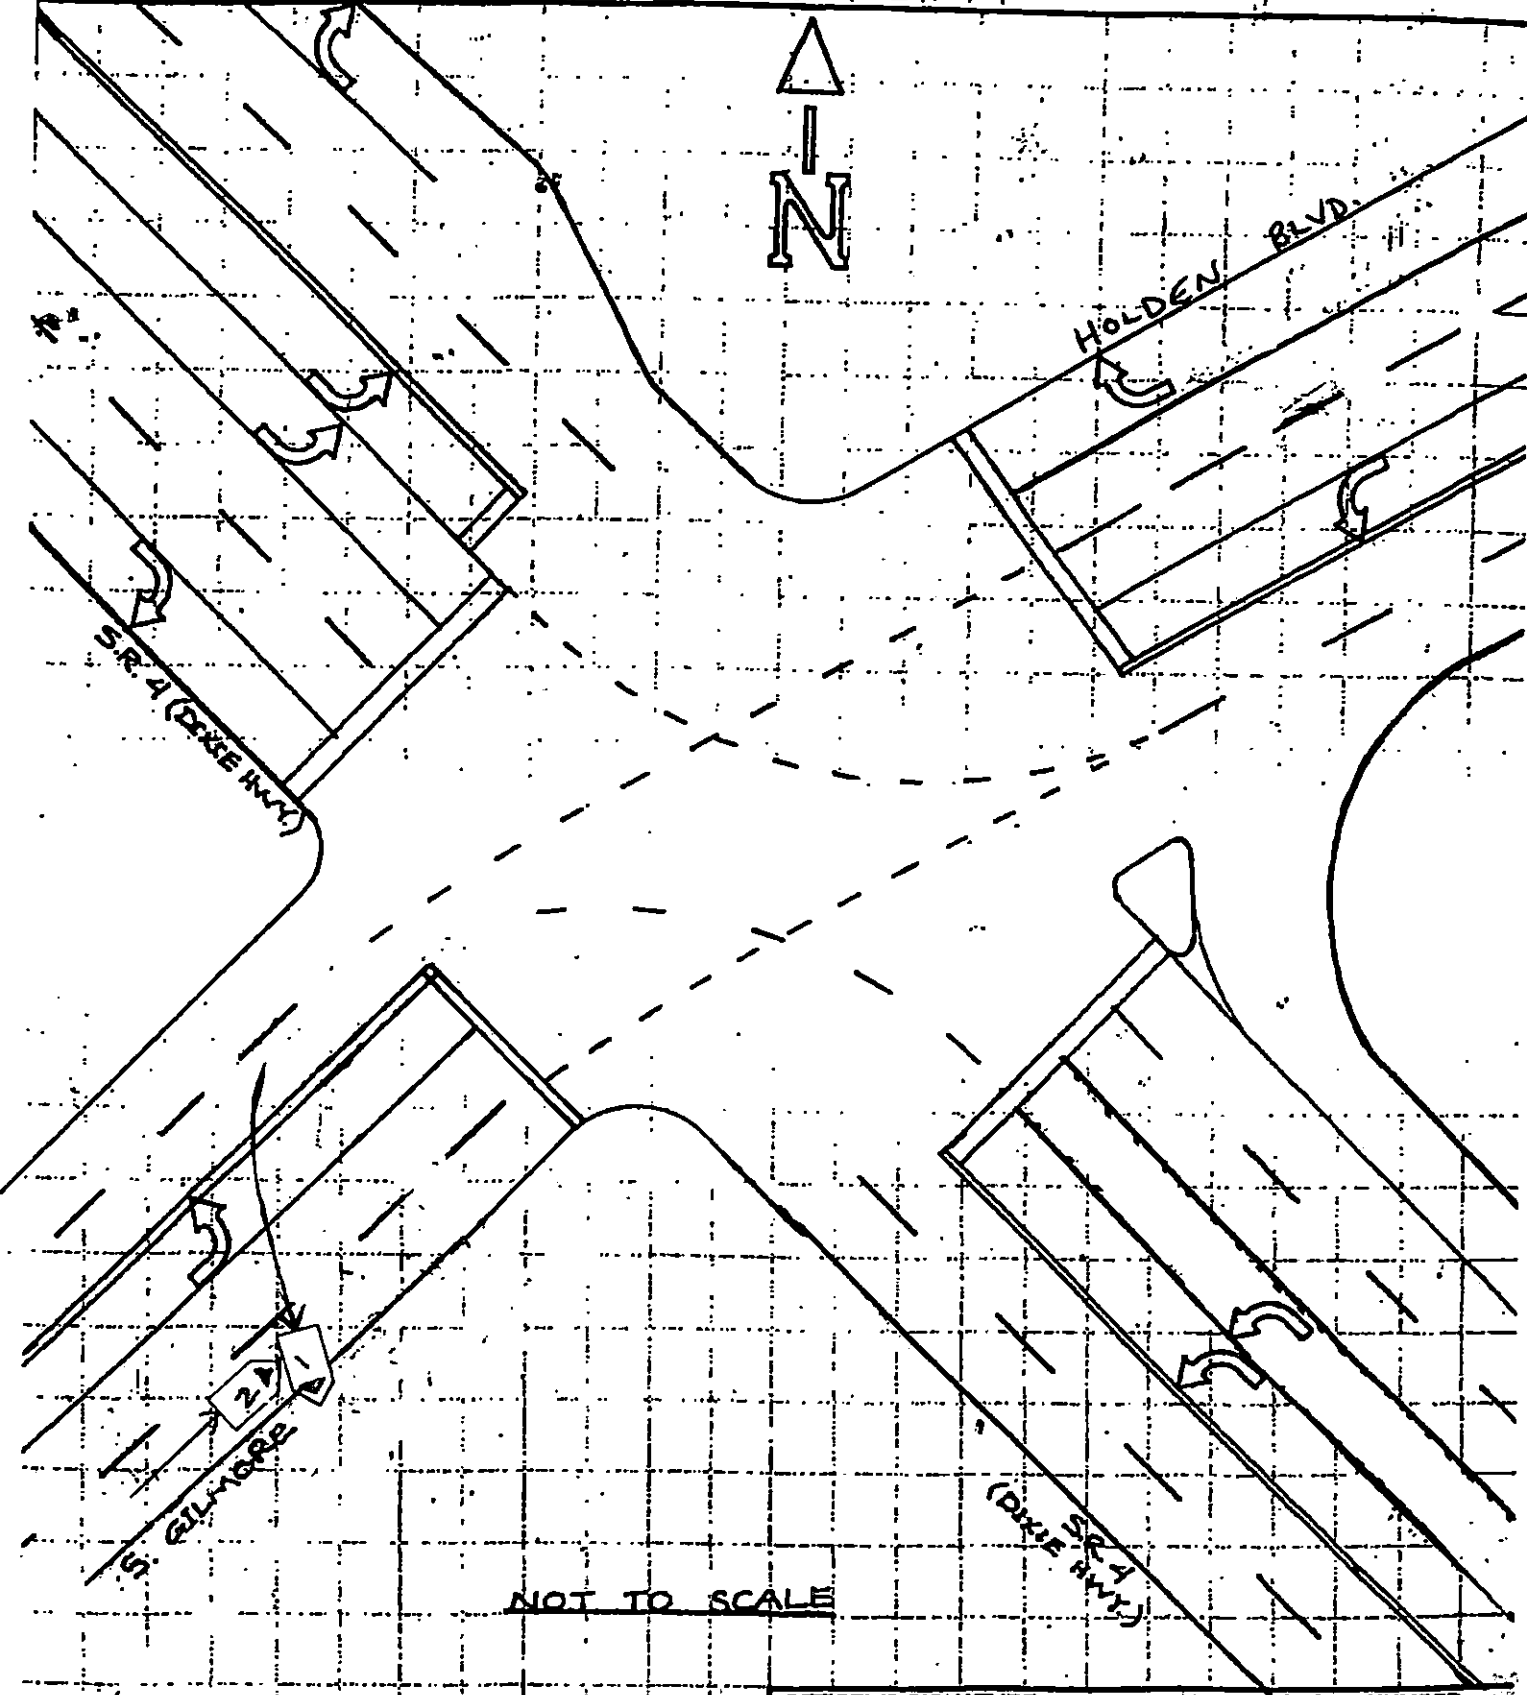 N
HOLDEN BLVD.
S.R. 4 (DIXIE HWY.)
1
2
S. GILMORE
S.R. 4
(DIXIE HWY.)
NOT TO SCALE